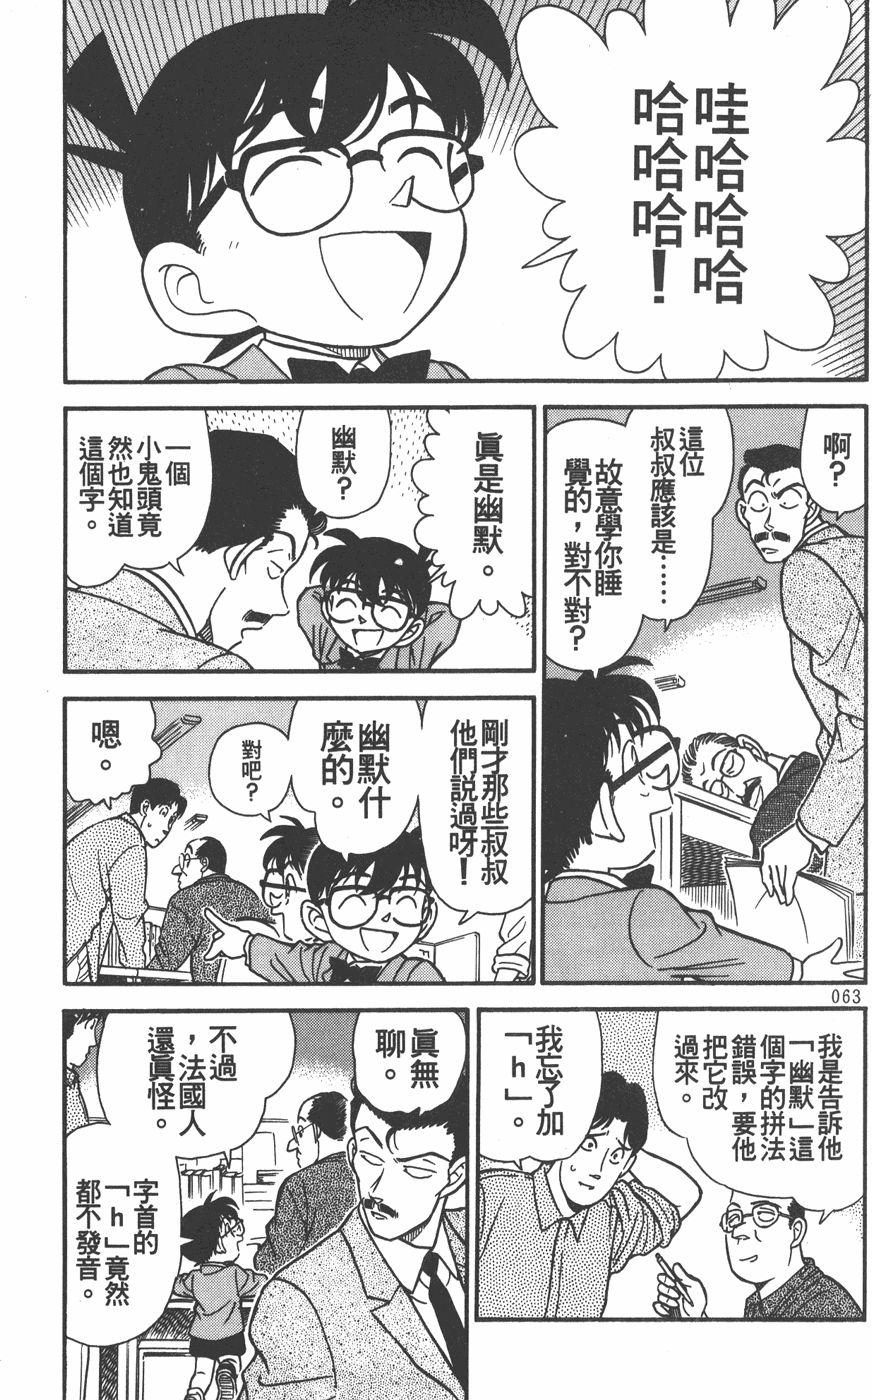 哇哈哈哈
哈哈哈！
啊？
這位
叔叔應該是……
故意學你睡
覺的，對不對？
眞是幽默。
幽默？
一個
小鬼頭竟
然也知道
這個字。
剛才那些叔叔
他們說過呀！
幽默什
麼的。
對吧？
嗯。
063
我是告訴他
「幽默」這
個字的拼法
錯誤，要他
把它改
過來。
我忘了加
「h」。
眞無
聊。
不過
，法國人
還眞怪。
字首的
「h」竟然
都不發音。